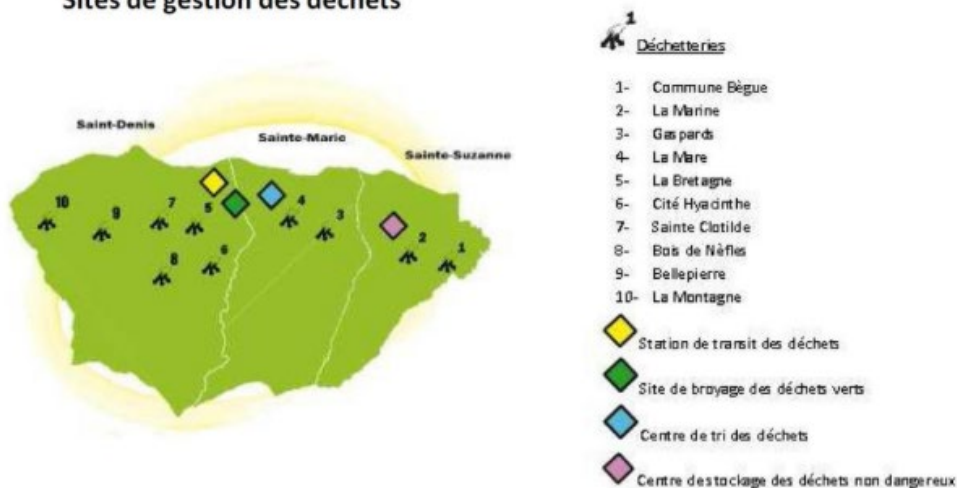 Sites de gestion des déchets
Saint-Denis
Sainte-Marie
Sainte-Suzanne
10
9
7
5
4
3
2
1
8
6
1
Déchetteries
1- Commune Bègue
2- La Marine
3- Gaspards
4- La Mare
5- La Bretagne
6- Cité Hyacinthe
7- Sainte Clotilde
8- Bois de Nèfles
9- Bellepierre
10- La Montagne
Station de transit des déchets
Site de broyage des déchets verts
Centre de tri des déchets
Centre de stockage des déchets non dangereux